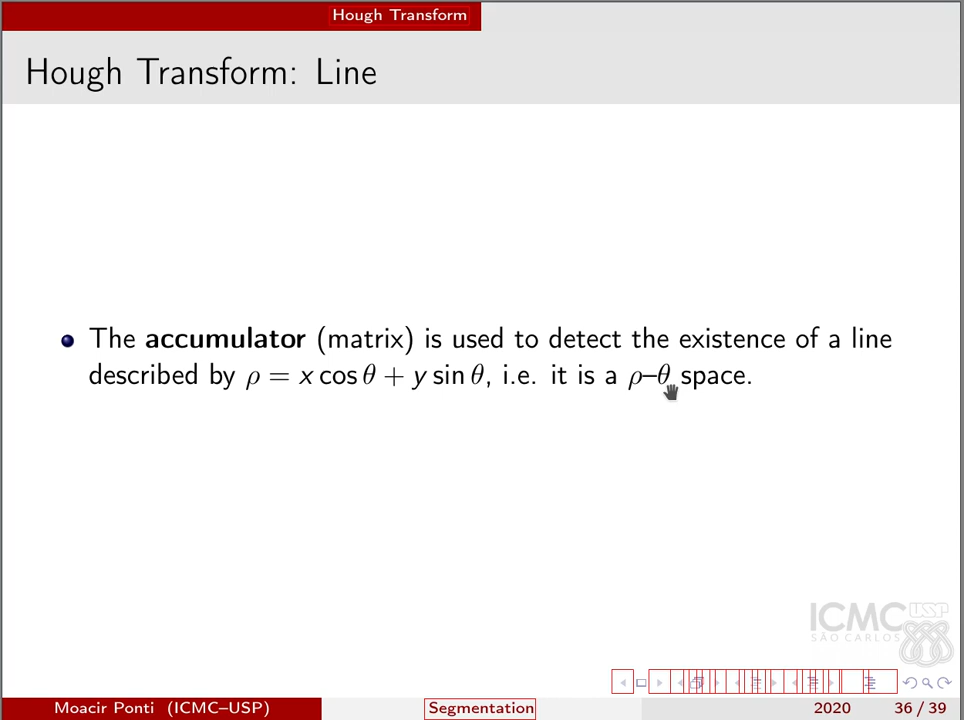 Hough Transform
Hough Transform: Line
The accumulator (matrix) is used to detect the existence of a line
described by ρ = x cos θ + y sin θ, i.e. it is a ρ–θ space.
ICMC USP
SÃO CARLOS
Moacir Ponti (ICMC–USP) Segmentation 2020 36 / 39